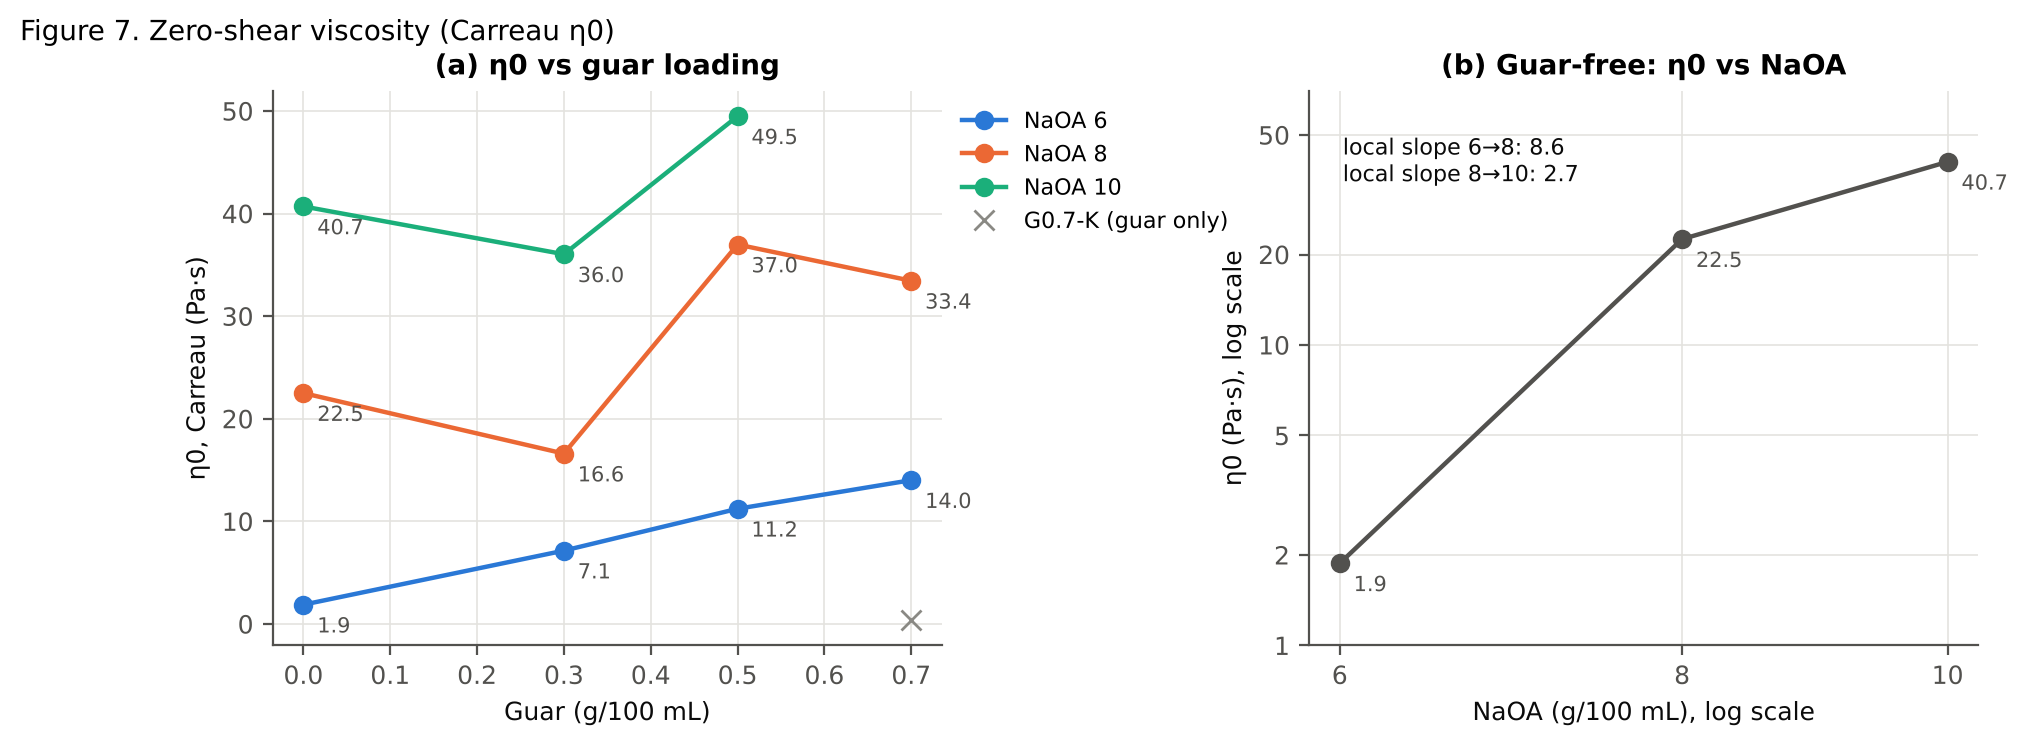 Figure 7. Zero-shear viscosity (Carreau η0)
(a) η0 vs guar loading
η0, Carreau (Pa·s)
50
40
30
20
10
0
40.7
36.0
49.5
22.5
16.6
37.0
33.4
1.9
7.1
11.2
14.0
0.0 0.1 0.2 0.3 0.4 0.5 0.6 0.7
Guar (g/100 mL)
NaOA 6
NaOA 8
NaOA 10
G0.7-K (guar only)
(b) Guar-free: η0 vs NaOA
η0 (Pa·s), log scale
50
20
10
5
2
1
local slope 6→8: 8.6
local slope 8→10: 2.7
40.7
22.5
1.9
6 8 10
NaOA (g/100 mL), log scale